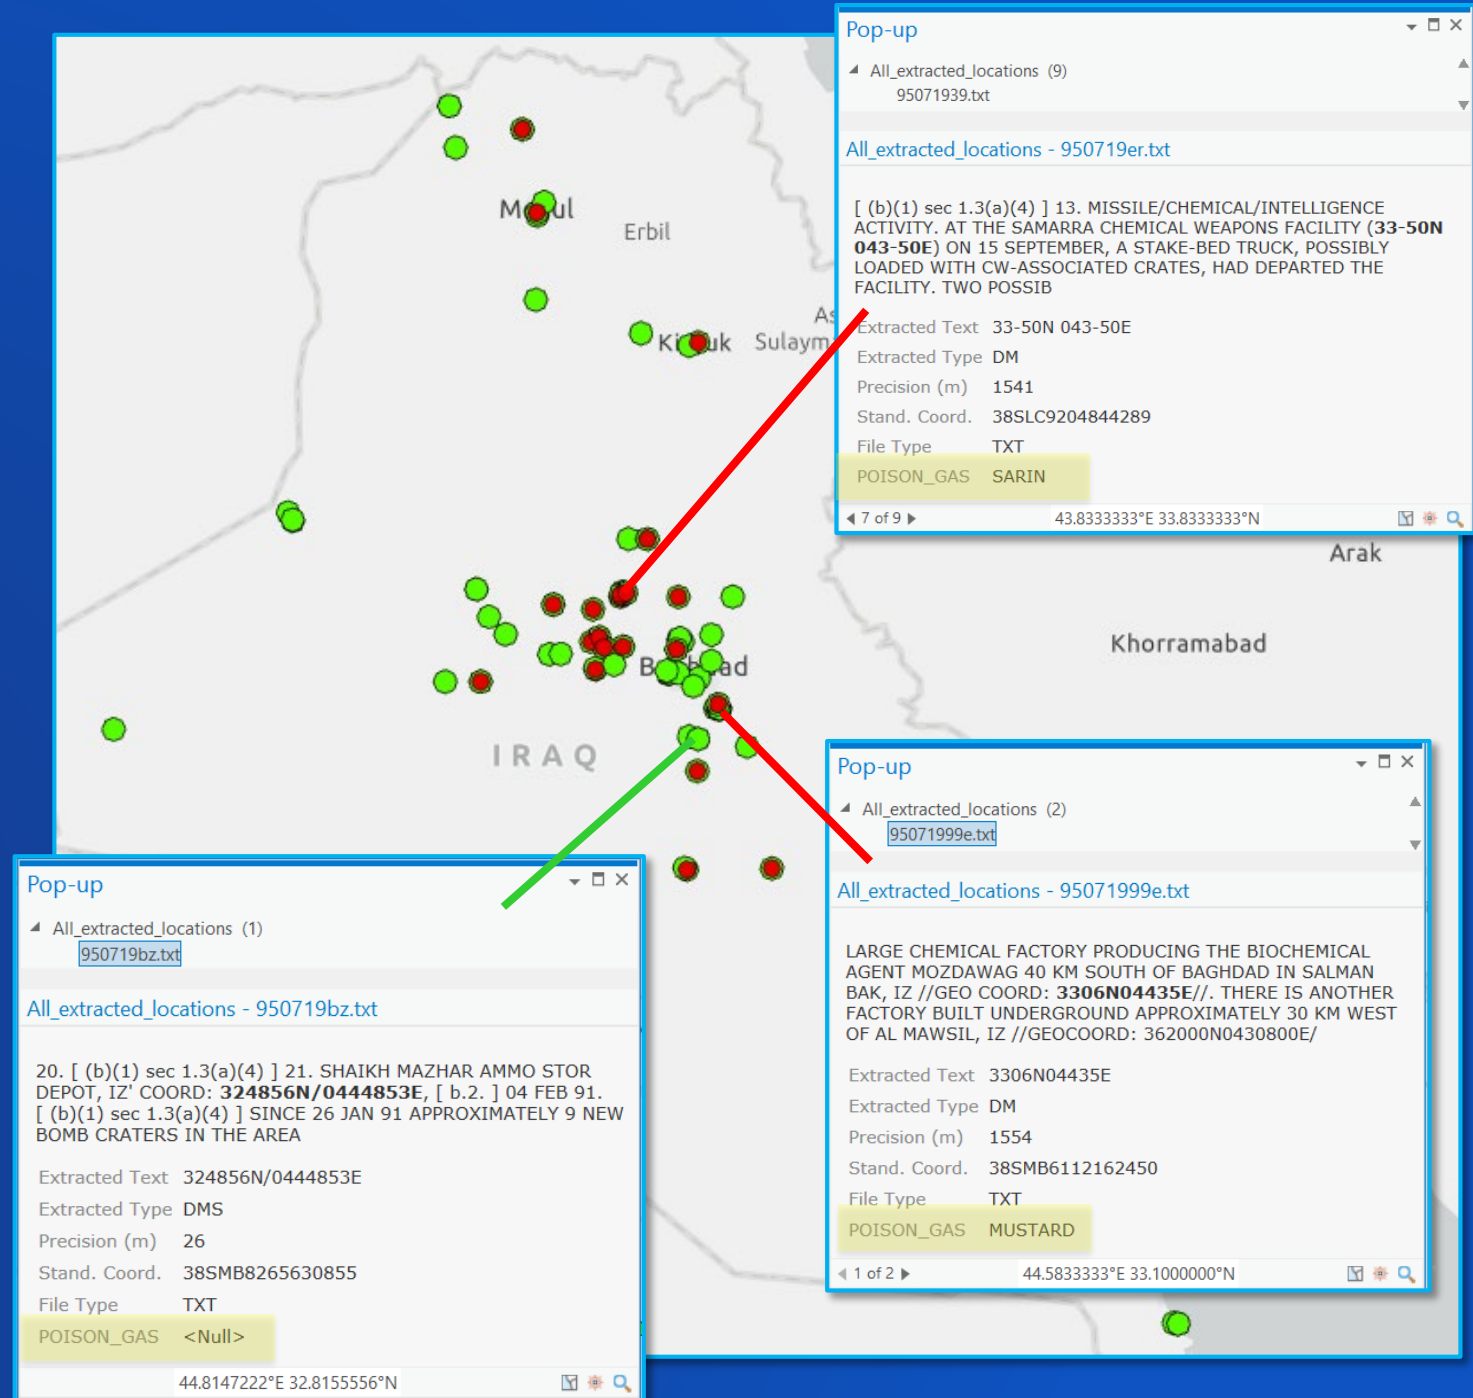 Pop-up
All_extracted_locations (9)
95071939.txt
All_extracted_locations - 950719er.txt
[ (b)(1) sec 1.3(a)(4) ] 13. MISSILE/CHEMICAL/INTELLIGENCE
ACTIVITY. AT THE SAMARRA CHEMICAL WEAPONS FACILITY (33-50N
043-50E) ON 15 SEPTEMBER, A STAKE-BED TRUCK, POSSIBLY
LOADED WITH CW-ASSOCIATED CRATES, HAD DEPARTED THE
FACILITY. TWO POSSIB
Extracted Text 33-50N 043-50E
Extracted Type DM
Precision (m) 1541
Stand. Coord. 38SLC9204844289
File Type TXT
POISON_GAS SARIN
7 of 9
43.8333333°E 33.8333333°N
Erbil
Sulaym
Arak
Khorramabad
IRAQ
Pop-up
All_extracted_locations (2)
95071999e.txt
All_extracted_locations - 95071999e.txt
LARGE CHEMICAL FACTORY PRODUCING THE BIOCHEMICAL
AGENT MOZDAWAG 40 KM SOUTH OF BAGHDAD IN SALMAN
BAK, IZ //GEO COORD: 3306N04435E//. THERE IS ANOTHER
FACTORY BUILT UNDERGROUND APPROXIMATELY 30 KM WEST
OF AL MAWSIL, IZ //GEOCOORD: 362000N0430800E/
Extracted Text 3306N04435E
Extracted Type DM
Precision (m) 1554
Stand. Coord. 38SMB6112162450
File Type TXT
POISON_GAS MUSTARD
1 of 2
44.5833333°E 33.1000000°N
Pop-up
All_extracted_locations (1)
950719bz.txt
All_extracted_locations - 950719bz.txt
20. [ (b)(1) sec 1.3(a)(4) ] 21. SHAIKH MAZHAR AMMO STOR
DEPOT, IZ' COORD: 324856N/0444853E, [ b.2. ] 04 FEB 91.
[ (b)(1) sec 1.3(a)(4) ] SINCE 26 JAN 91 APPROXIMATELY 9 NEW
BOMB CRATERS IN THE AREA
Extracted Text 324856N/0444853E
Extracted Type DMS
Precision (m) 26
Stand. Coord. 38SMB8265630855
File Type TXT
POISON_GAS <Null>
44.8147222°E 32.8155556°N